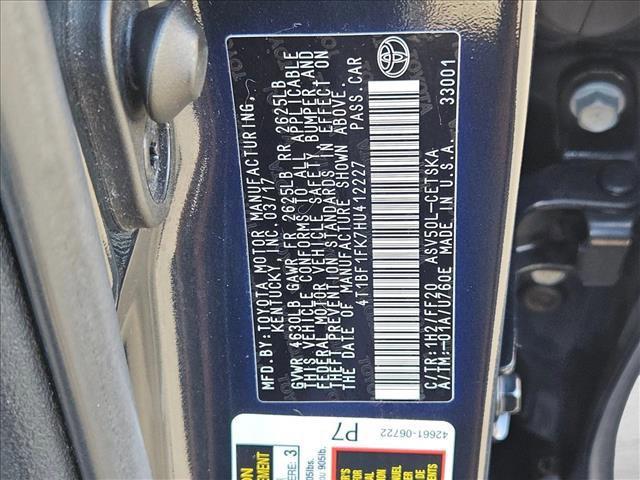 MFD. BY: TOYOTA MOTOR MANUFACTURING,
KENTUCKY, INC. 03/17
GVWR 4630LB GAWR FR 2625LB RR 2625LB
THIS VEHICLE CONFORMS TO ALL APPLICABLE
FEDERAL MOTOR VEHICLE SAFETY, BUMPER AND
THEFT PREVENTION STANDARDS IN EFFECT ON
THE DATE OF MANUFACTURE SHOWN ABOVE.
4T1BF1FK7HU412227 PASS.CAR
C/TR: 1H2/FF20 ASV50L-CETSKA
A/TM: -01A/U760E MADE IN U.S.A. 33001
42661-06722
P7
3